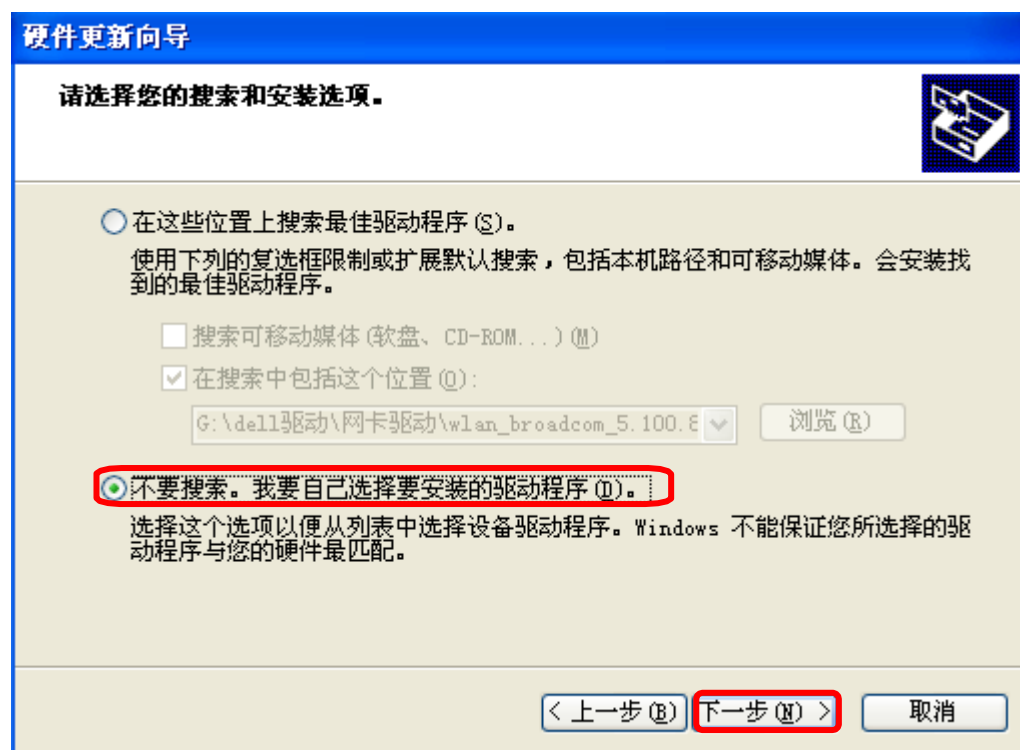 硬件更新向导
请选择您的搜索和安装选项。
在这些位置上搜索最佳驱动程序(S)。
使用下列的复选框限制或扩展默认搜索，包括本机路径和可移动媒体。会安装找
到的最佳驱动程序。
搜索可移动媒体(软盘、CD-ROM...)(M)
在搜索中包括这个位置(O):
G:\dell驱动\网卡驱动\wlan_broadcom_5.100.8
浏览(R)
不要搜索。我要自己选择要安装的驱动程序(D)。
选择这个选项以便从列表中选择设备驱动程序。Windows 不能保证您所选择的驱
动程序与您的硬件最匹配。
< 上一步(B)
下一步(N) >
取消